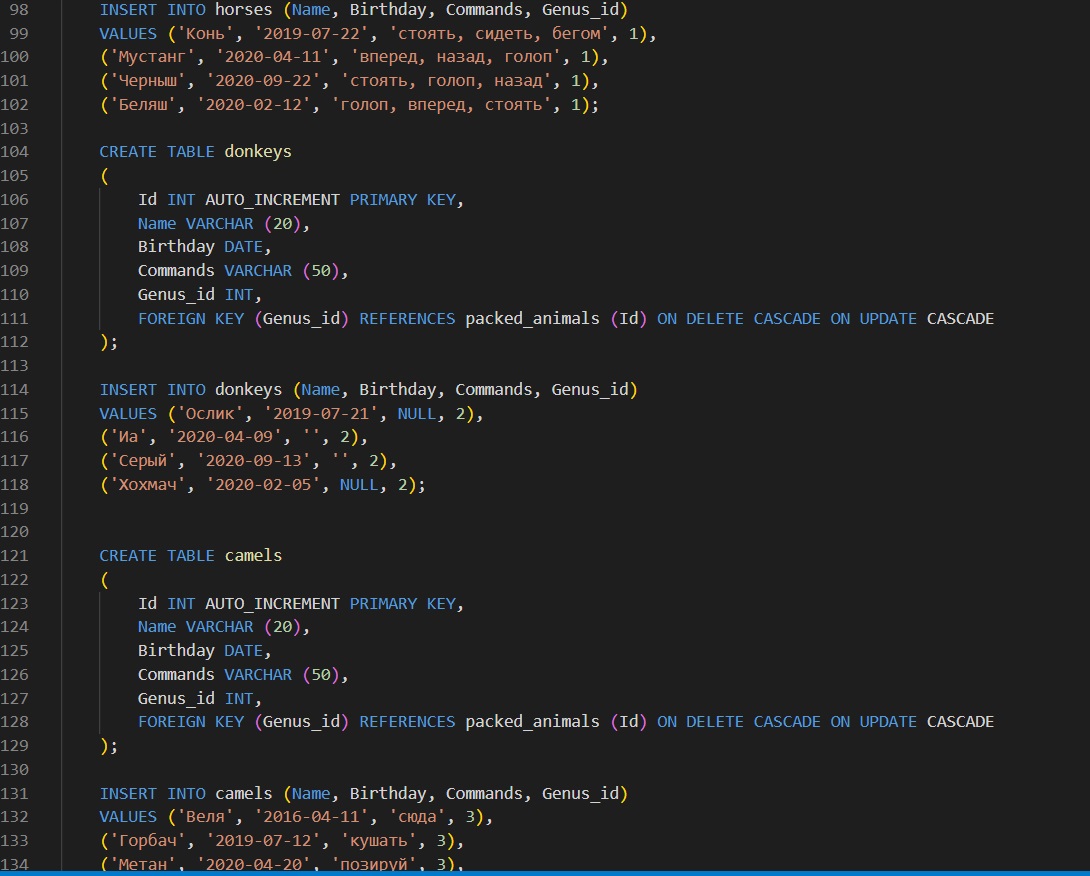 98 INSERT INTO horses (Name, Birthday, Commands, Genus_id)
99 VALUES ('Конь', '2019-07-22', 'стоять, сидеть, бегом', 1),
100 ('Мустанг', '2020-04-11', 'вперед, назад, голоп', 1),
101 ('Черныш', '2020-09-22', 'стоять, голоп, назад', 1),
102 ('Беляш', '2020-02-12', 'голоп, вперед, стоять', 1);
103
104 CREATE TABLE donkeys
105 (
106 Id INT AUTO_INCREMENT PRIMARY KEY,
107 Name VARCHAR (20),
108 Birthday DATE,
109 Commands VARCHAR (50),
110 Genus_id INT,
111 FOREIGN KEY (Genus_id) REFERENCES packed_animals (Id) ON DELETE CASCADE ON UPDATE CASCADE
112 );
113
114 INSERT INTO donkeys (Name, Birthday, Commands, Genus_id)
115 VALUES ('Ослик', '2019-07-21', NULL, 2),
116 ('Иа', '2020-04-09', '', 2),
117 ('Серый', '2020-09-13', '', 2),
118 ('Хохмач', '2020-02-05', NULL, 2);
119
120
121 CREATE TABLE camels
122 (
123 Id INT AUTO_INCREMENT PRIMARY KEY,
124 Name VARCHAR (20),
125 Birthday DATE,
126 Commands VARCHAR (50),
127 Genus_id INT,
128 FOREIGN KEY (Genus_id) REFERENCES packed_animals (Id) ON DELETE CASCADE ON UPDATE CASCADE
129 );
130
131 INSERT INTO camels (Name, Birthday, Commands, Genus_id)
132 VALUES ('Веля', '2016-04-11', 'сюда', 3),
133 ('Горбач', '2019-07-12', 'кушать', 3),
134 ('Метан', '2020-04-20', 'позируй', 3),